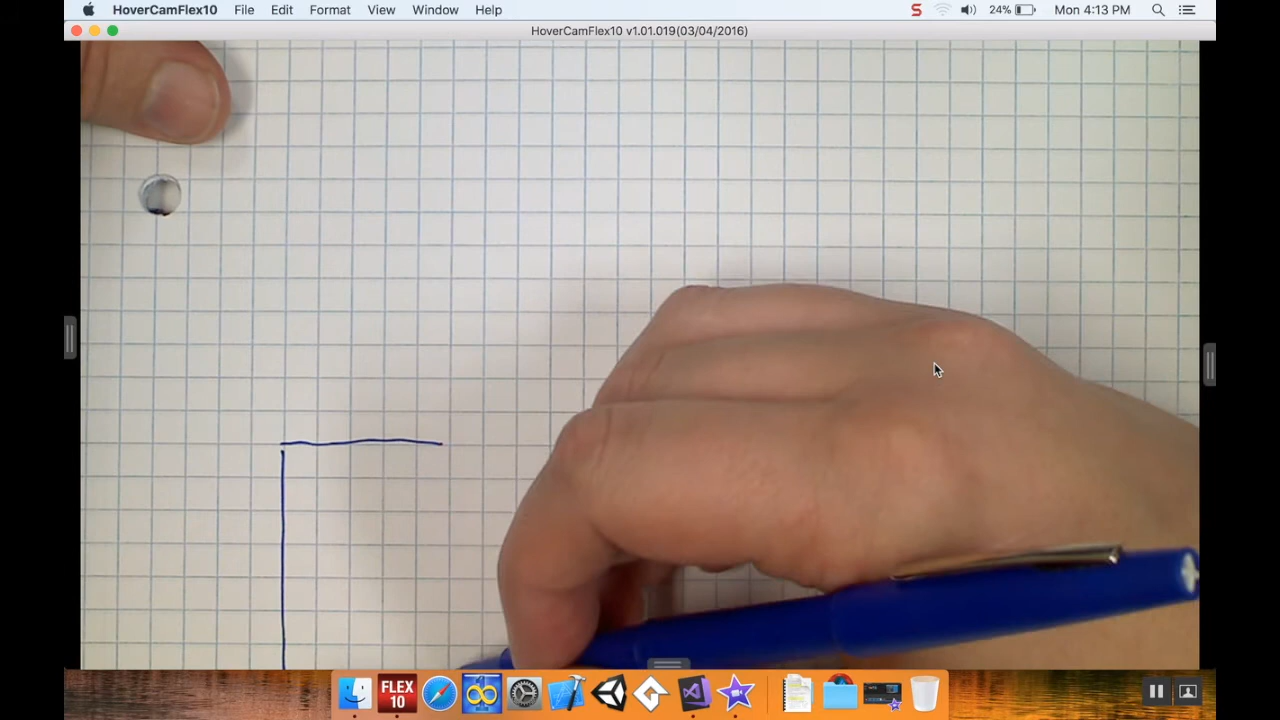 HoverCamFlex10 File Edit Format View Window Help S 24% Mon 4:13 PM
HoverCamFlex10 v1.01.019(03/04/2016)
FLEX
10